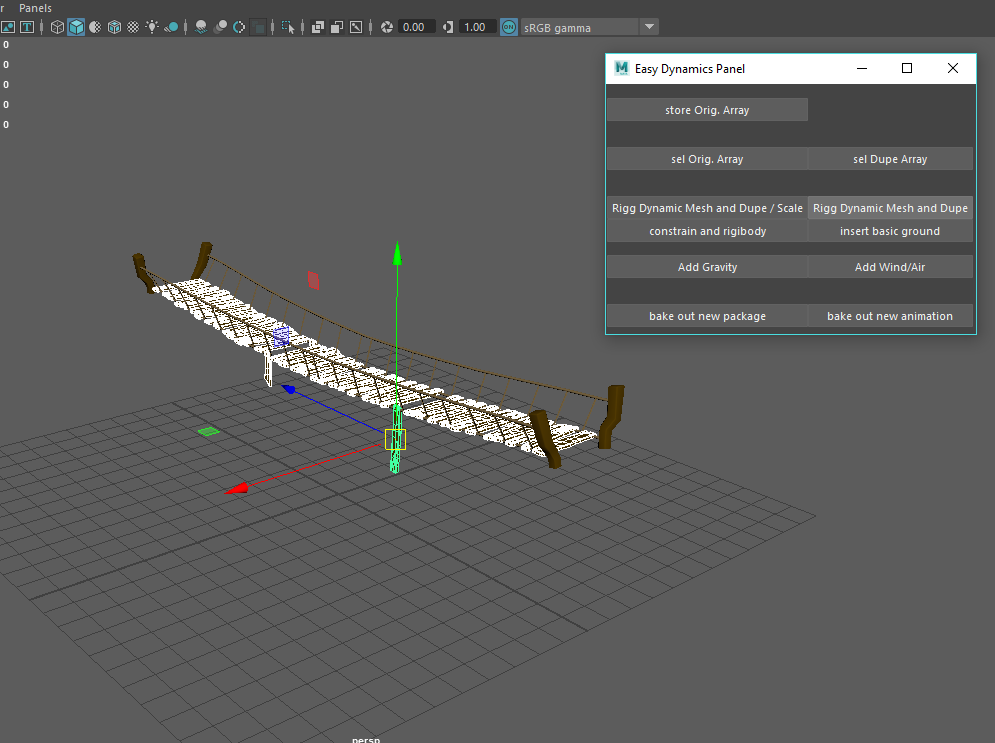 r Panels
0.00 1.00 ON sRGB gamma
0
0
0
0
0
M Easy Dynamics Panel
store Orig. Array
sel Orig. Array sel Dupe Array
Rigg Dynamic Mesh and Dupe / Scale Rigg Dynamic Mesh and Dupe
constrain and rigibody insert basic ground
Add Gravity Add Wind/Air
bake out new package bake out new animation
persp